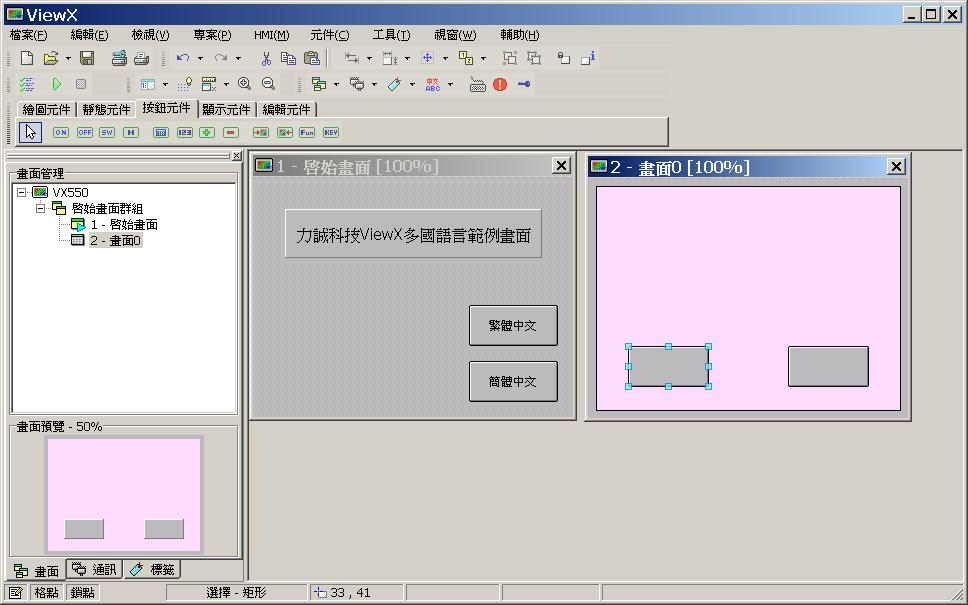 ViewX
檔案(F) 編輯(E) 檢視(V) 專案(P) HMI(M) 元件(C) 工具(T) 視窗(W) 輔助(H)
中文
ABC
繪圖元件 靜態元件 按鈕元件 顯示元件 編輯元件
ON OFF SW H 123 Fun KEY
畫面管理
VX550
啓始畫面群組
1 - 啓始畫面
2 - 畫面0
畫面預覽 - 50%
畫面 通訊 標籤
1 - 啓始畫面 [100%]
力誠科技ViewX多國語言範例畫面
繁體中文
簡體中文
2 - 畫面0 [100%]
格點 鎖點 選擇 - 矩形 33 , 41